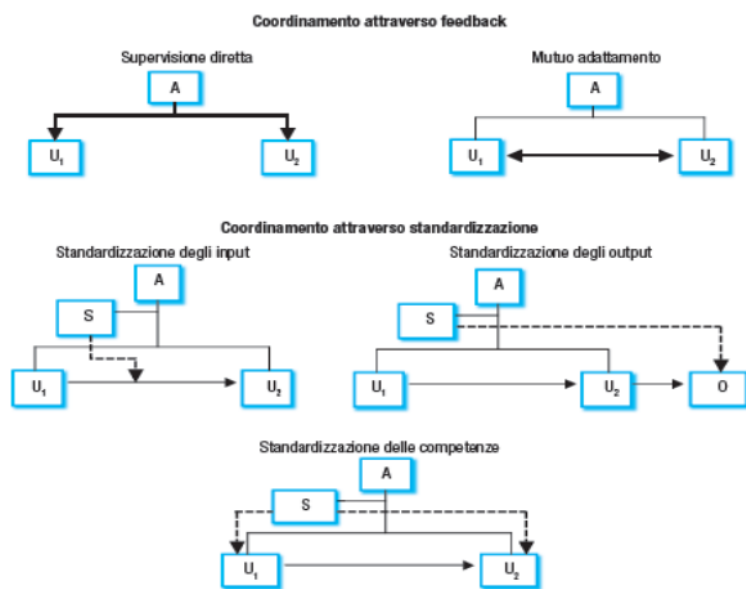 Coordinamento attraverso feedback
Supervisione diretta
Mutuo adattamento
A
A
U₁
U₂
U₁
U₂
Coordinamento attraverso standardizzazione
Standardizzazione degli input
Standardizzazione degli output
A
A
S
S
U₁
U₂
U₁
U₂
O
Standardizzazione delle competenze
A
S
U₁
U₂